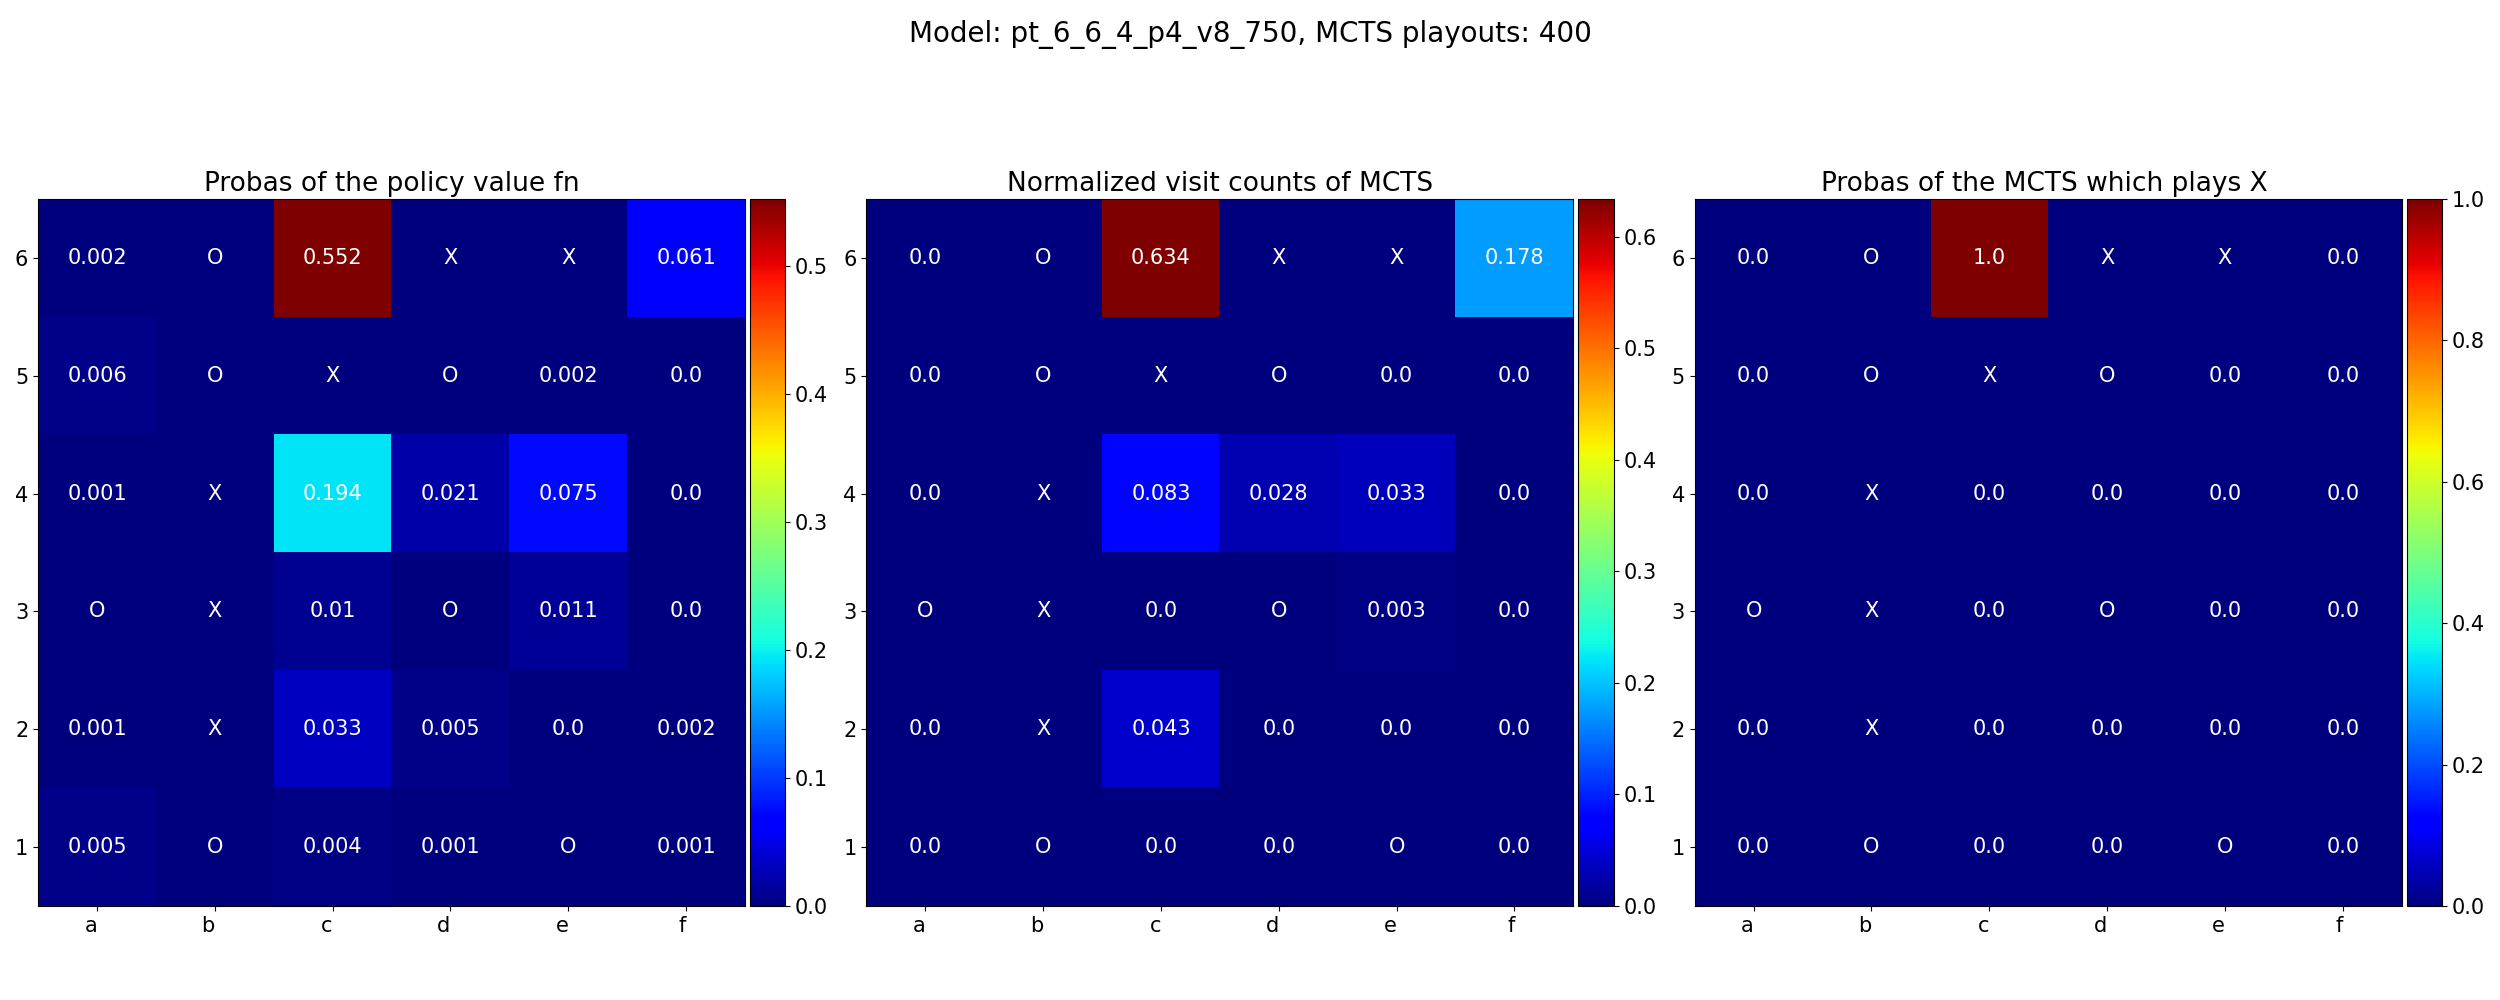 Model: pt_6_6_4_p4_v8_750, MCTS playouts: 400
Probas of the policy value fn
6 0.002 O 0.552 X X 0.061
5 0.006 O X O 0.002 0.0
4 0.001 X 0.194 0.021 0.075 0.0
3 O X 0.01 O 0.011 0.0
2 0.001 X 0.033 0.005 0.0 0.002
1 0.005 O 0.004 0.001 O 0.001
a b c d e f
0.5
0.4
0.3
0.2
0.1
0.0
Normalized visit counts of MCTS
6 0.0 O 0.634 X X 0.178
5 0.0 O X O 0.0 0.0
4 0.0 X 0.083 0.028 0.033 0.0
3 O X 0.0 O 0.003 0.0
2 0.0 X 0.043 0.0 0.0 0.0
1 0.0 O 0.0 0.0 O 0.0
a b c d e f
0.6
0.5
0.4
0.3
0.2
0.1
0.0
Probas of the MCTS which plays X
6 0.0 O 1.0 X X 0.0
5 0.0 O X O 0.0 0.0
4 0.0 X 0.0 0.0 0.0 0.0
3 O X 0.0 O 0.0 0.0
2 0.0 X 0.0 0.0 0.0 0.0
1 0.0 O 0.0 0.0 O 0.0
a b c d e f
1.0
0.8
0.6
0.4
0.2
0.0